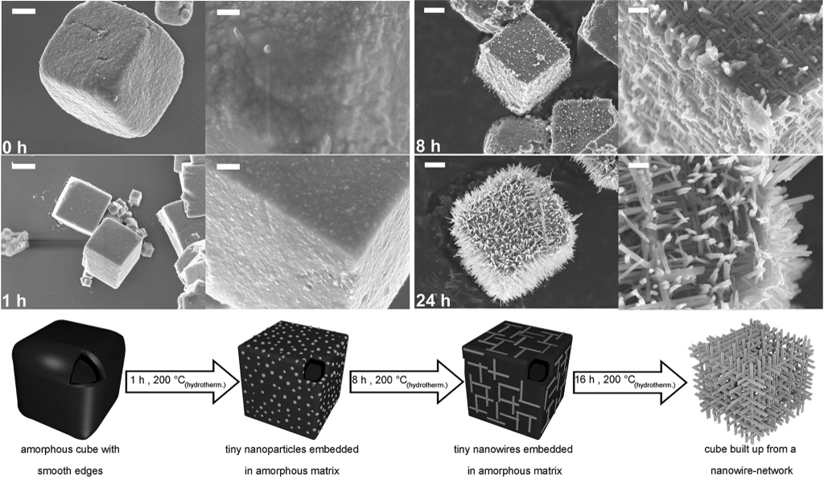 0 h
8 h
1 h
24 h
1 h , 200 °C(hydrotherm.)
8 h, 200 °C(hydrotherm.)
16 h, 200 °C(hydrotherm.)
amorphous cube with
smooth edges
tiny nanoparticles embedded
in amorphous matrix
tiny nanowires embedded
in amorphous matrix
cube built up from a
nanowire-network